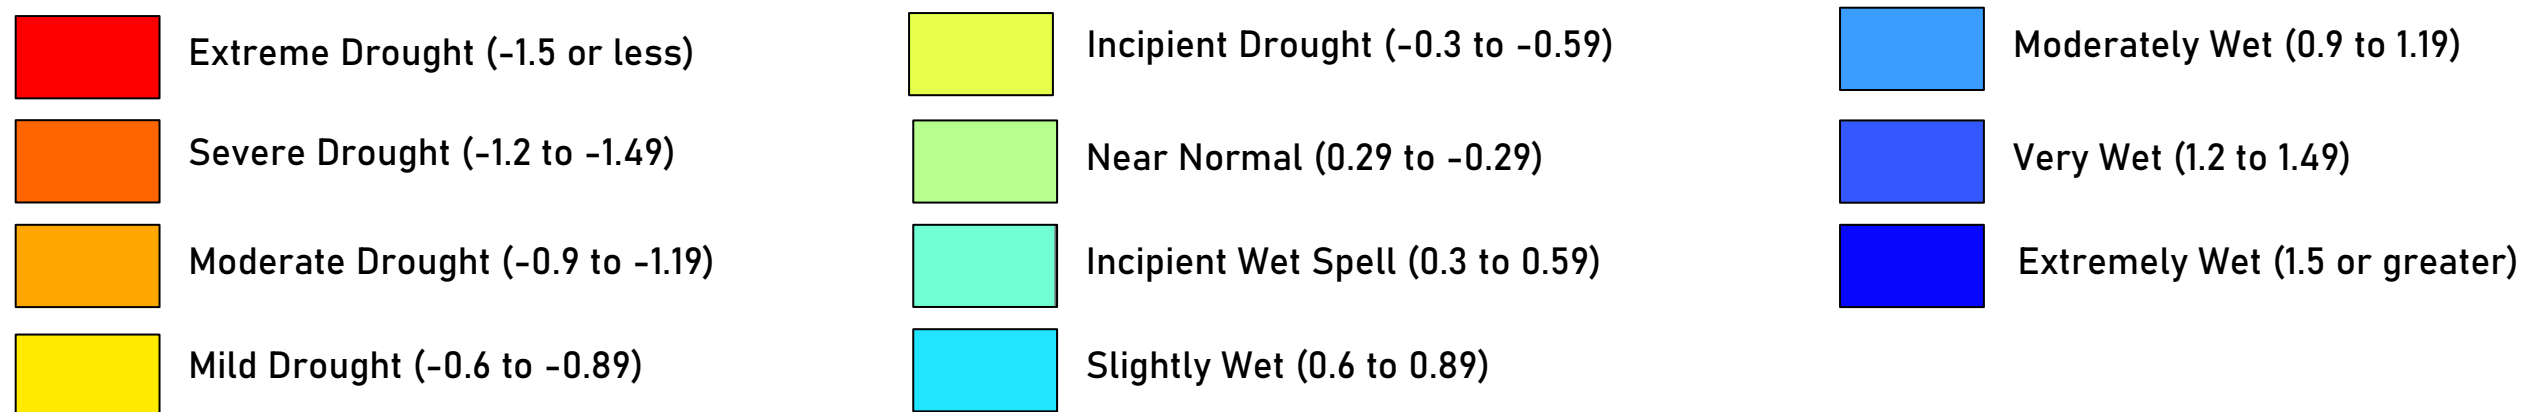 Extreme Drought (-1.5 or less)
Severe Drought (-1.2 to -1.49)
Moderate Drought (-0.9 to -1.19)
Mild Drought (-0.6 to -0.89)
Incipient Drought (-0.3 to -0.59)
Near Normal (0.29 to -0.29)
Incipient Wet Spell (0.3 to 0.59)
Slightly Wet (0.6 to 0.89)
Moderately Wet (0.9 to 1.19)
Very Wet (1.2 to 1.49)
Extremely Wet (1.5 or greater)